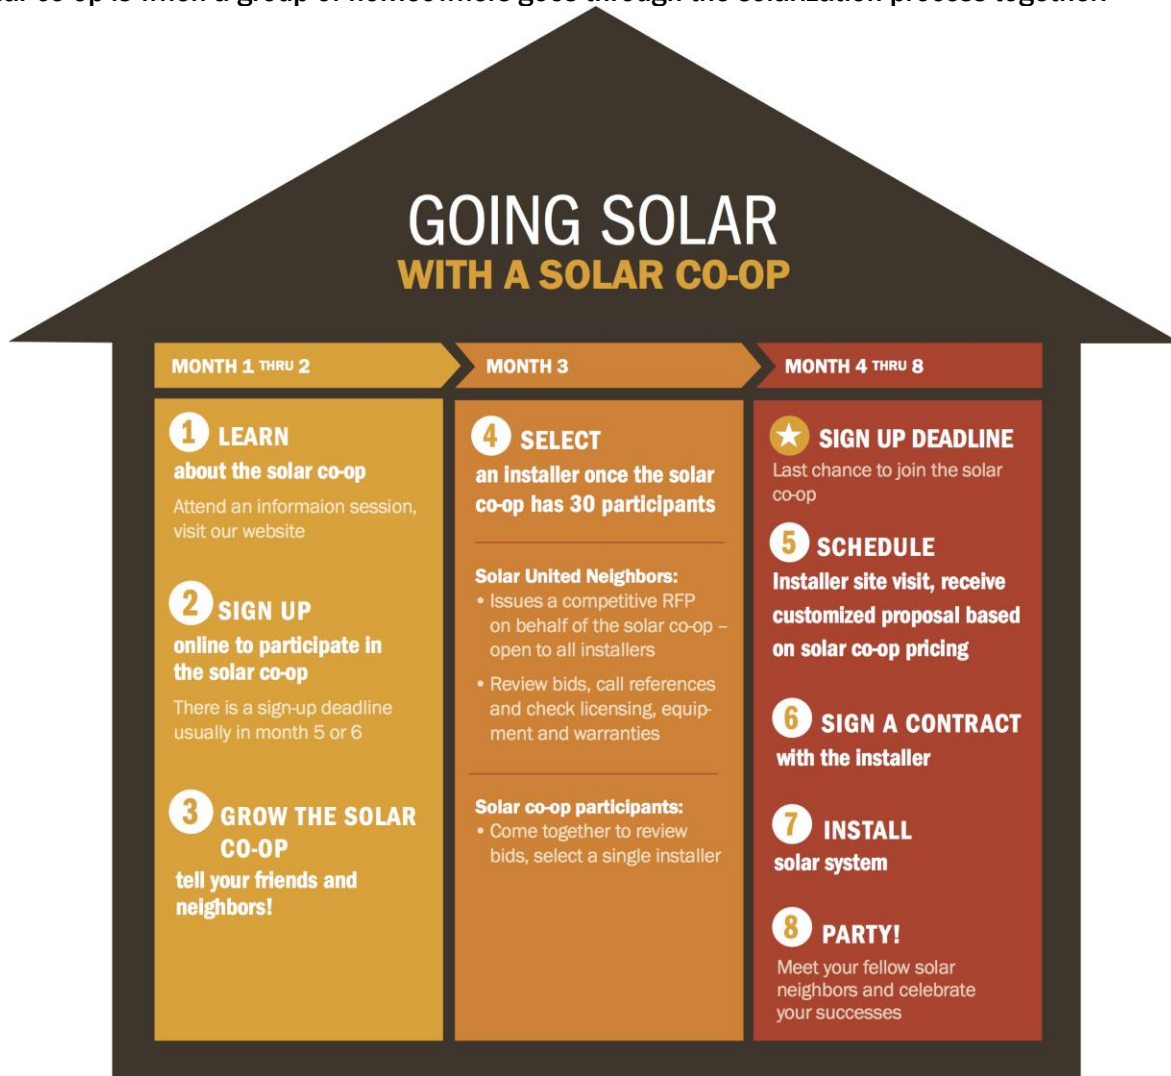 GOING SOLAR
WITH A SOLAR CO-OP
MONTH 1 THRU 2
1 LEARN
about the solar co-op
Attend an informaion session,
visit our website
2 SIGN UP
online to participate in
the solar co-op
There is a sign-up deadline
usually in month 5 or 6
3 GROW THE SOLAR
CO-OP
tell your friends and
neighbors!
MONTH 3
4 SELECT
an installer once the solar
co-op has 30 participants
Solar United Neighbors:
• Issues a competitive RFP
on behalf of the solar co-op –
open to all installers
• Review bids, call references
and check licensing, equip-
ment and warranties
Solar co-op participants:
• Come together to review
bids, select a single installer
MONTH 4 THRU 8
SIGN UP DEADLINE
Last chance to join the solar
co-op
5 SCHEDULE
Installer site visit, receive
customized proposal based
on solar co-op pricing
6 SIGN A CONTRACT
with the installer
7 INSTALL
solar system
8 PARTY!
Meet your fellow solar
neighbors and celebrate
your successes